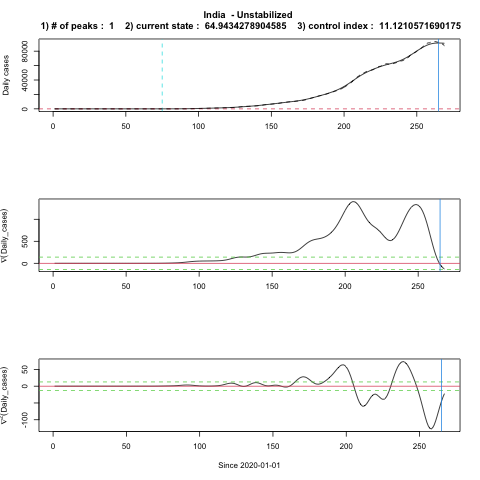 India - Unstabilized
1) # of peaks : 1 2) current state : 64.9434278904585 3) control index : 11.1210571690175
Daily cases
80000
40000
0
0 50 100 150 200 250
∇(Daily_cases)
500
0
0 50 100 150 200 250
∇²(Daily_cases)
50
0
-100
0 50 100 150 200 250
Since 2020-01-01